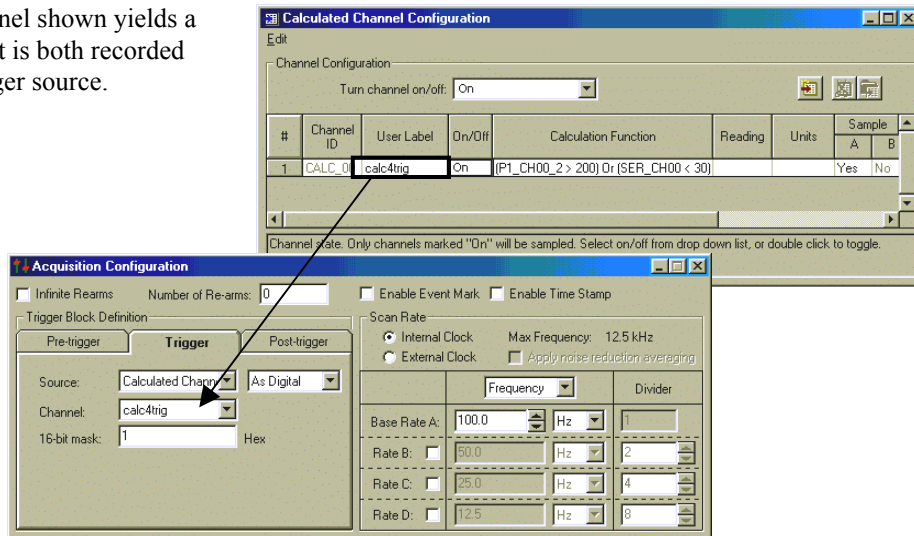 nel shown yields a
t is both recorded
ger source.
Calculated Channel Configuration
Edit
Channel Configuration
Turn channel on/off: On
# Channel ID User Label On/Off Calculation Function Reading Units Sample A B
1 CALC_0 calc4trig On (P1_CH00_2 > 200) Or (SER_CH00 < 30) Yes No
Channel state. Only channels marked "On" will be sampled. Select on/off from drop down list, or double click to toggle.
Acquisition Configuration
Infinite Rearms Number of Re-arms: 0 Enable Event Mark Enable Time Stamp
Trigger Block Definition
Pre-trigger Trigger Post-trigger
Source: Calculated Chann As Digital
Channel: calc4trig
16-bit mask: 1 Hex
Scan Rate
Internal Clock Max Frequency: 12.5 kHz
External Clock Apply noise reduction averaging
Frequency Divider
Base Rate A: 100.0 Hz 1
Rate B: 50.0 Hz 2
Rate C: 25.0 Hz 4
Rate D: 12.5 Hz 8